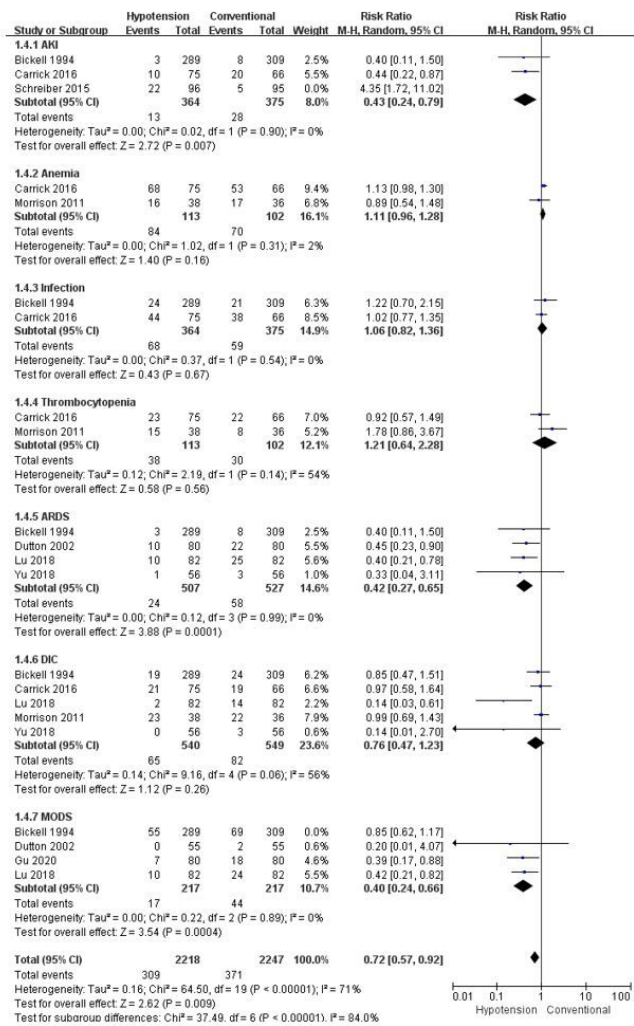 Hypotension Conventional Risk Ratio Risk Ratio
Study or Subgroup Events Total Events Total Weight M-H, Random, 95% CI M-H, Random, 95% CI
1.4.1 AKI
Bickell 1994 3 289 8 309 2.5% 0.40 [0.11, 1.50]
Carrick 2016 10 75 20 66 5.5% 0.44 [0.22, 0.87]
Schreiber 2015 22 96 5 95 0.0% 4.35 [1.72, 11.02]
Subtotal (95% CI) 364 375 8.0% 0.43 [0.24, 0.79]
Total events 13 28
Heterogeneity: Tau² = 0.00; Chi² = 0.02, df = 1 (P = 0.90); I² = 0%
Test for overall effect: Z = 2.72 (P = 0.007)
1.4.2 Anemia
Carrick 2016 68 75 53 66 9.4% 1.13 [0.98, 1.30]
Morrison 2011 16 38 17 36 6.7% 0.89 [0.54, 1.48]
Subtotal (95% CI) 113 102 16.1% 1.11 [0.96, 1.28]
Total events 84 70
Heterogeneity: Tau² = 0.00; Chi² = 1.02, df = 1 (P = 0.31); I² = 2%
Test for overall effect: Z = 1.40 (P = 0.16)
1.4.3 Infection
Bickell 1994 24 289 21 309 6.3% 1.22 [0.70, 2.15]
Carrick 2016 44 75 38 66 8.5% 1.02 [0.77, 1.35]
Subtotal (95% CI) 364 375 14.9% 1.06 [0.82, 1.36]
Total events 68 59
Heterogeneity: Tau² = 0.00; Chi² = 0.37, df = 1 (P = 0.54); I² = 0%
Test for overall effect: Z = 0.43 (P = 0.67)
1.4.4 Thrombocytopenia
Carrick 2016 23 75 22 66 7.0% 0.92 [0.57, 1.49]
Morrison 2011 15 38 8 36 5.2% 1.78 [0.86, 3.67]
Subtotal (95% CI) 113 102 12.1% 1.21 [0.64, 2.28]
Total events 38 30
Heterogeneity: Tau² = 0.12; Chi² = 2.19, df = 1 (P = 0.14); I² = 54%
Test for overall effect: Z = 0.58 (P = 0.56)
1.4.5 ARDS
Bickell 1994 3 289 8 309 2.5% 0.40 [0.11, 1.50]
Dutton 2002 10 80 22 80 5.5% 0.45 [0.23, 0.90]
Lu 2018 10 82 25 82 5.6% 0.40 [0.21, 0.78]
Yu 2018 1 56 3 56 1.0% 0.33 [0.04, 3.11]
Subtotal (95% CI) 507 527 14.6% 0.42 [0.27, 0.65]
Total events 24 58
Heterogeneity: Tau² = 0.00; Chi² = 0.12, df = 3 (P = 0.99); I² = 0%
Test for overall effect: Z = 3.88 (P = 0.0001)
1.4.6 DIC
Bickell 1994 19 289 24 309 6.2% 0.85 [0.47, 1.51]
Carrick 2016 21 75 19 66 6.6% 0.97 [0.58, 1.64]
Lu 2018 2 82 14 82 2.2% 0.14 [0.03, 0.61]
Morrison 2011 23 38 22 36 7.9% 0.99 [0.69, 1.43]
Yu 2018 0 56 3 56 0.6% 0.14 [0.01, 2.70]
Subtotal (95% CI) 540 549 23.6% 0.76 [0.47, 1.23]
Total events 65 82
Heterogeneity: Tau² = 0.14; Chi² = 9.16, df = 4 (P = 0.06); I² = 56%
Test for overall effect: Z = 1.12 (P = 0.26)
1.4.7 MODS
Bickell 1994 55 289 69 309 0.0% 0.85 [0.62, 1.17]
Dutton 2002 0 55 2 55 0.6% 0.20 [0.01, 4.07]
Gu 2020 7 80 18 80 4.6% 0.39 [0.17, 0.88]
Lu 2018 10 82 24 82 5.5% 0.42 [0.21, 0.82]
Subtotal (95% CI) 217 217 10.7% 0.40 [0.24, 0.66]
Total events 17 44
Heterogeneity: Tau² = 0.00; Chi² = 0.22, df = 2 (P = 0.89); I² = 0%
Test for overall effect: Z = 3.54 (P = 0.0004)
Total (95% CI) 2218 2247 100.0% 0.72 [0.57, 0.92]
Total events 309 371
Heterogeneity: Tau² = 0.16; Chi² = 64.50, df = 19 (P < 0.00001); I² = 71%
Test for overall effect: Z = 2.62 (P = 0.009)
Test for subgroup differences: Chi² = 37.49, df = 6 (P < 0.00001), I² = 84.0%
0.01 0.1 1 10 100
Hypotension Conventional